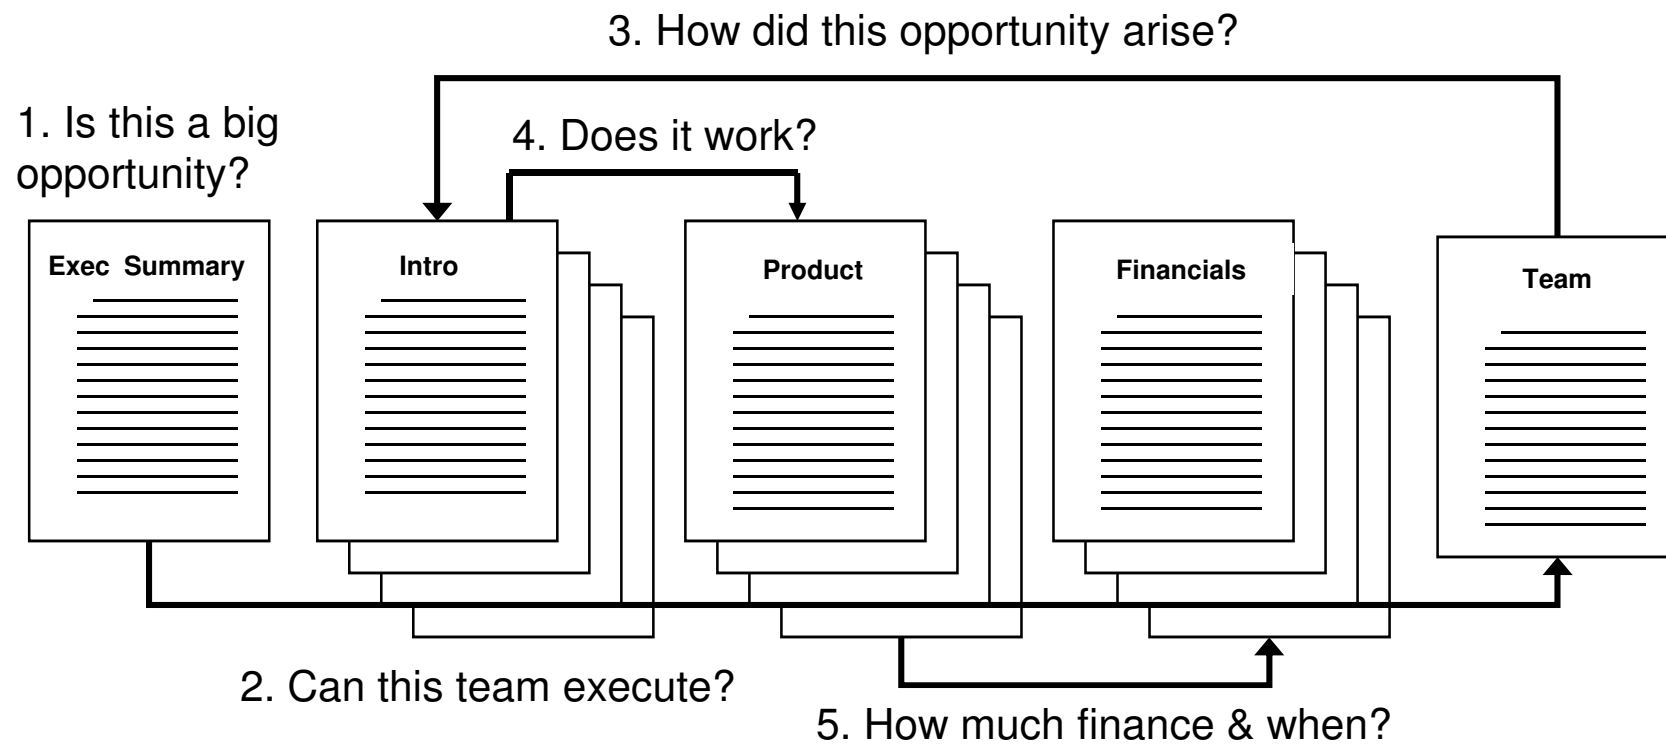 3. How did this opportunity arise?
1. Is this a big
opportunity?
4. Does it work?
Exec Summary
Intro
Product
Financials
Team
2. Can this team execute?
5. How much finance & when?